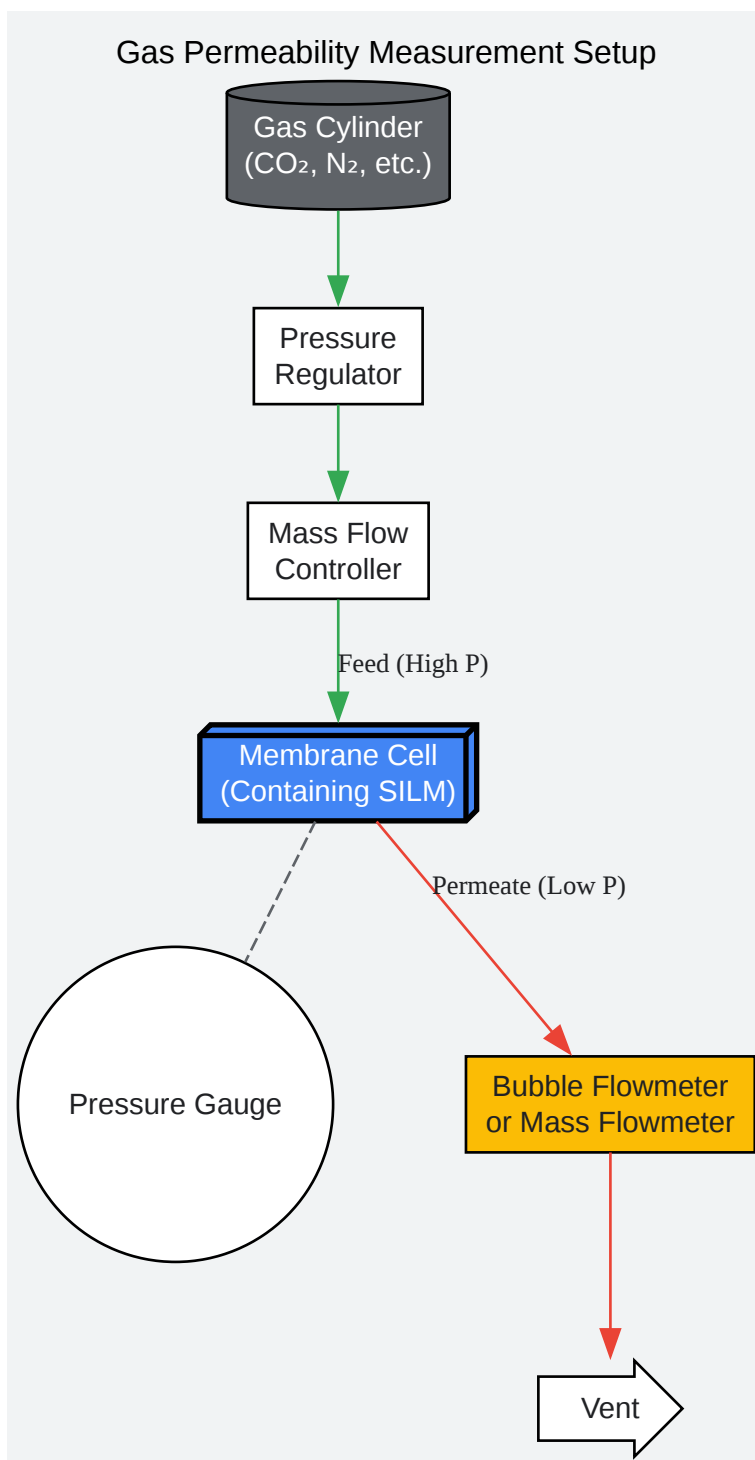 Gas Permeability Measurement Setup
Gas Cylinder
(CO₂, N₂, etc.)
Pressure
Regulator
Mass Flow
Controller
Feed (High P)
Membrane Cell
(Containing SILM)
Permeate (Low P)
Pressure Gauge
Bubble Flowmeter
or Mass Flowmeter
Vent